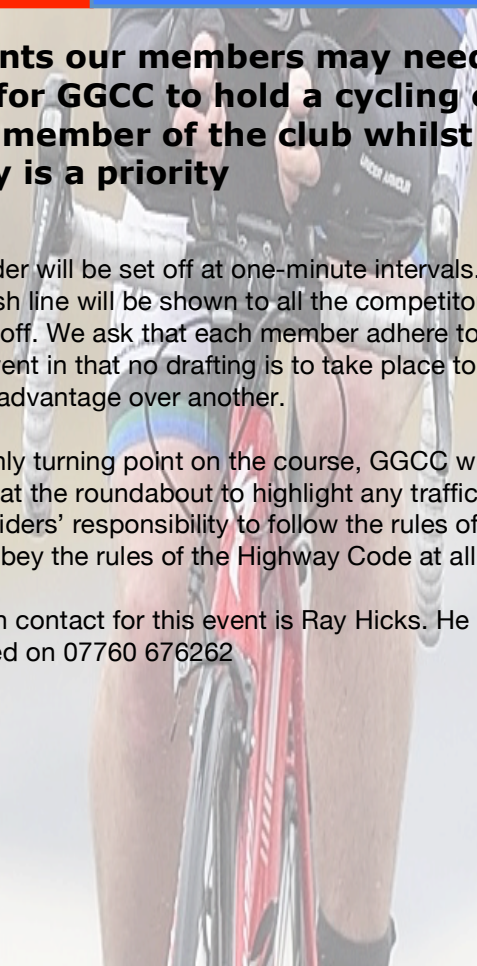 nts our members may need
for GGCC to hold a cycling
member of the club whilst
y is a priority
der will be set off at one-minute intervals.
sh line will be shown to all the competito
off. We ask that each member adhere to
vent in that no drafting is to take place to
advantage over another.
nly turning point on the course, GGCC w
at the roundabout to highlight any traffic
iders’ responsibility to follow the rules of
bey the rules of the Highway Code at all
n contact for this event is Ray Hicks. He
ed on 07760 676262
UNDER ARMOUR